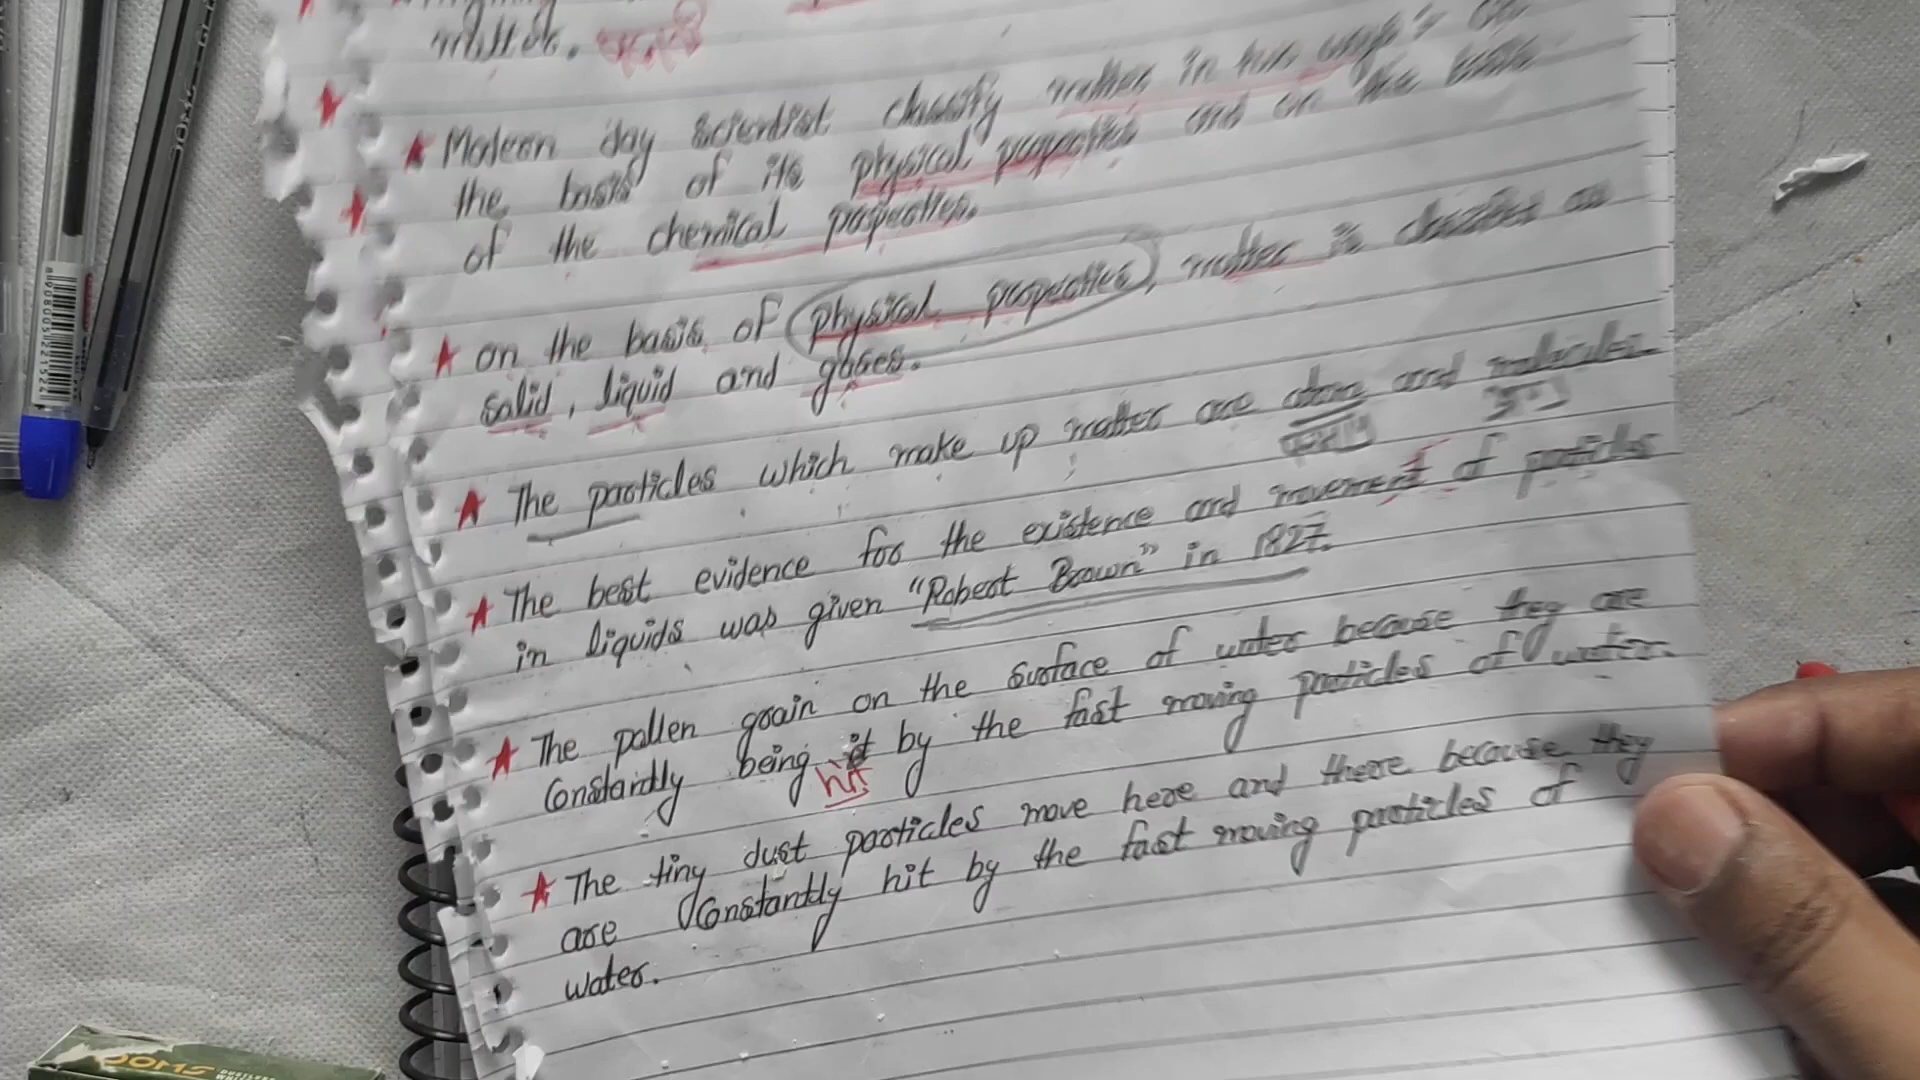 matter.
Modern day scientist classify matter in two way's on
the basis of its physical properties and on the basis
of the chemical properties.
on the basis of physical properties, matter is classified as
solid, liquid and gases.
The particles which make up matter are atoms and molecules.
The best evidence for the existence and movement of particles
in liquids was given "Robert Brown" in 1827.
The pollen grain on the surface of water because they are
Constantly being hit by the fast moving particles of water.
The tiny dust particles move here and there because they
are Constantly hit by the fast moving particles of
water.
DOMS